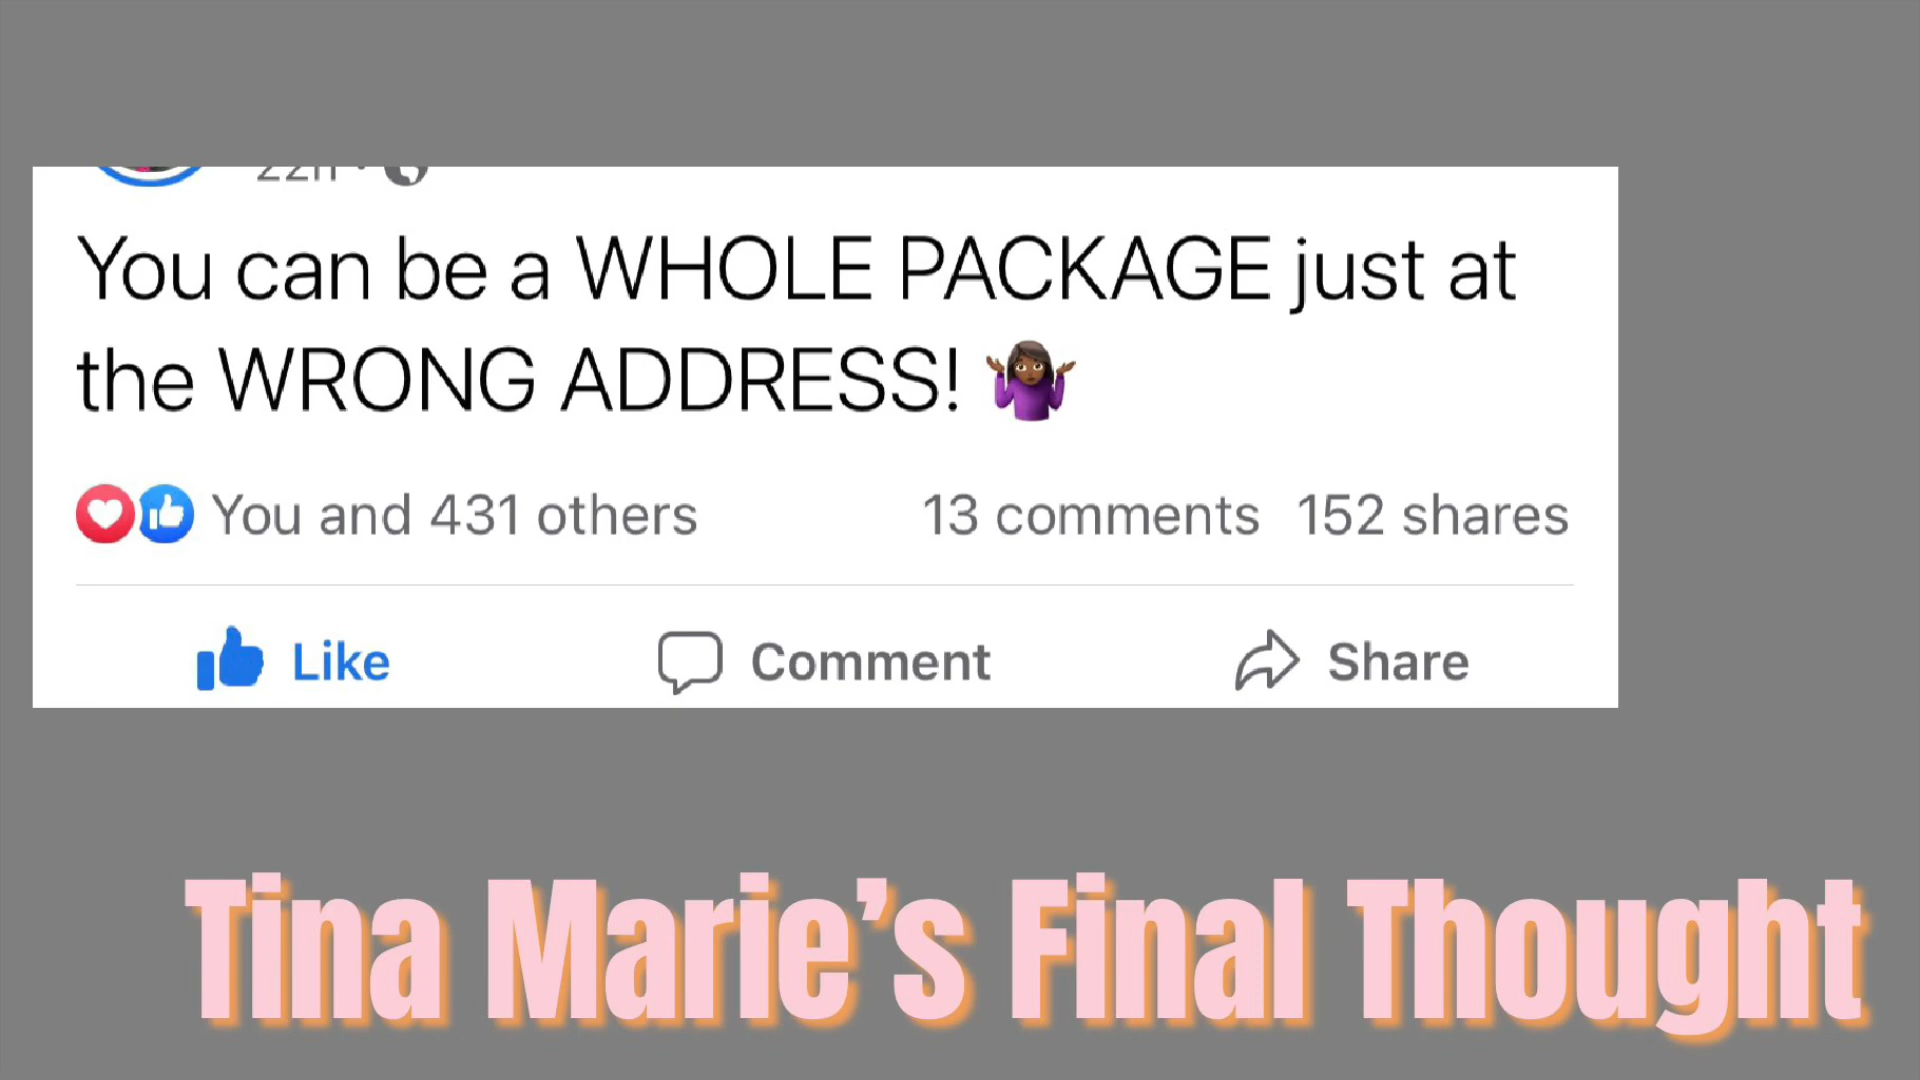 22h
You can be a WHOLE PACKAGE just at
the WRONG ADDRESS! 🤷🏾‍♀️
You and 431 others 13 comments 152 shares
Like Comment Share
Tina Marie’s Final Thought